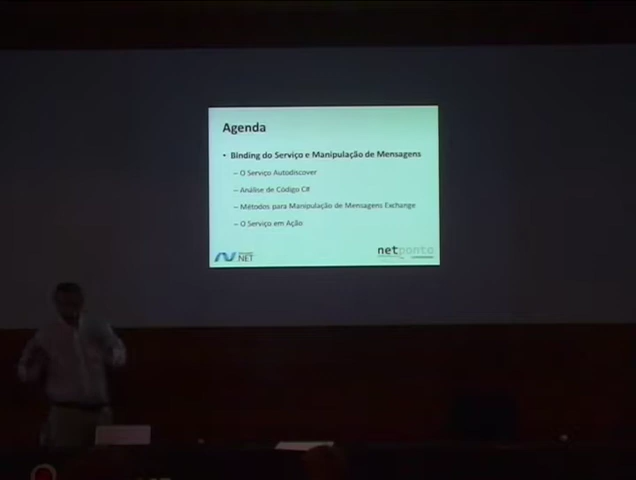 Agenda
• Binding do Serviço e Manipulação de Mensagens
– O Serviço Autodiscover
– Análise de Código C#
– Métodos para Manipulação de Mensagens Exchange
– O Serviço em Ação
NET
netponto